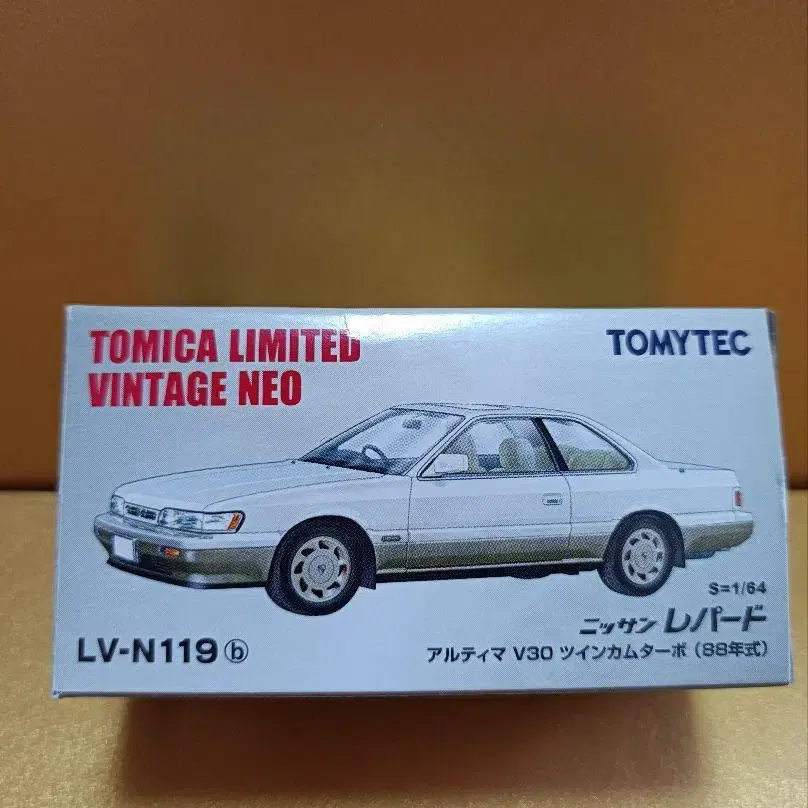 TOMICA LIMITED
VINTAGE NEO
TOMYTEC
S=1/64
ニッサン レパード
LV-N119 ⓑ
アルティマ V30 ツインカムターボ (88年式)